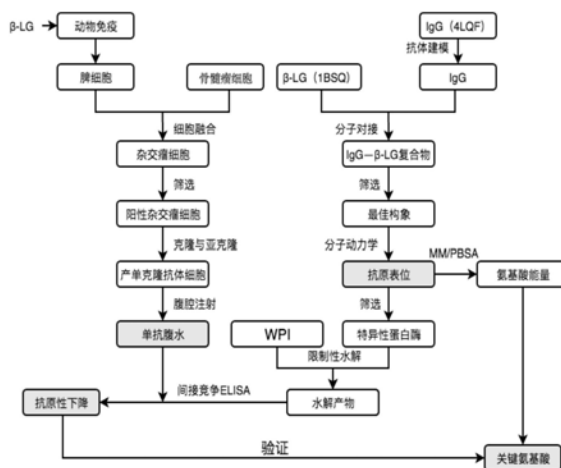 β-LG
动物免疫
IgG（4LQF）
抗体建模
脾细胞
骨髓瘤细胞
β-LG（1BSQ）
IgG
细胞融合
分子对接
杂交瘤细胞
IgG—β-LG复合物
筛选
筛选
阳性杂交瘤细胞
最佳构象
克隆与亚克隆
分子动力学
MM/PBSA
产单克隆抗体细胞
抗原表位
氨基酸能量
腹腔注射
筛选
单抗腹水
WPI
特异性蛋白酶
限制性水解
间接竞争ELISA
抗原性下降
水解产物
验证
关键氨基酸